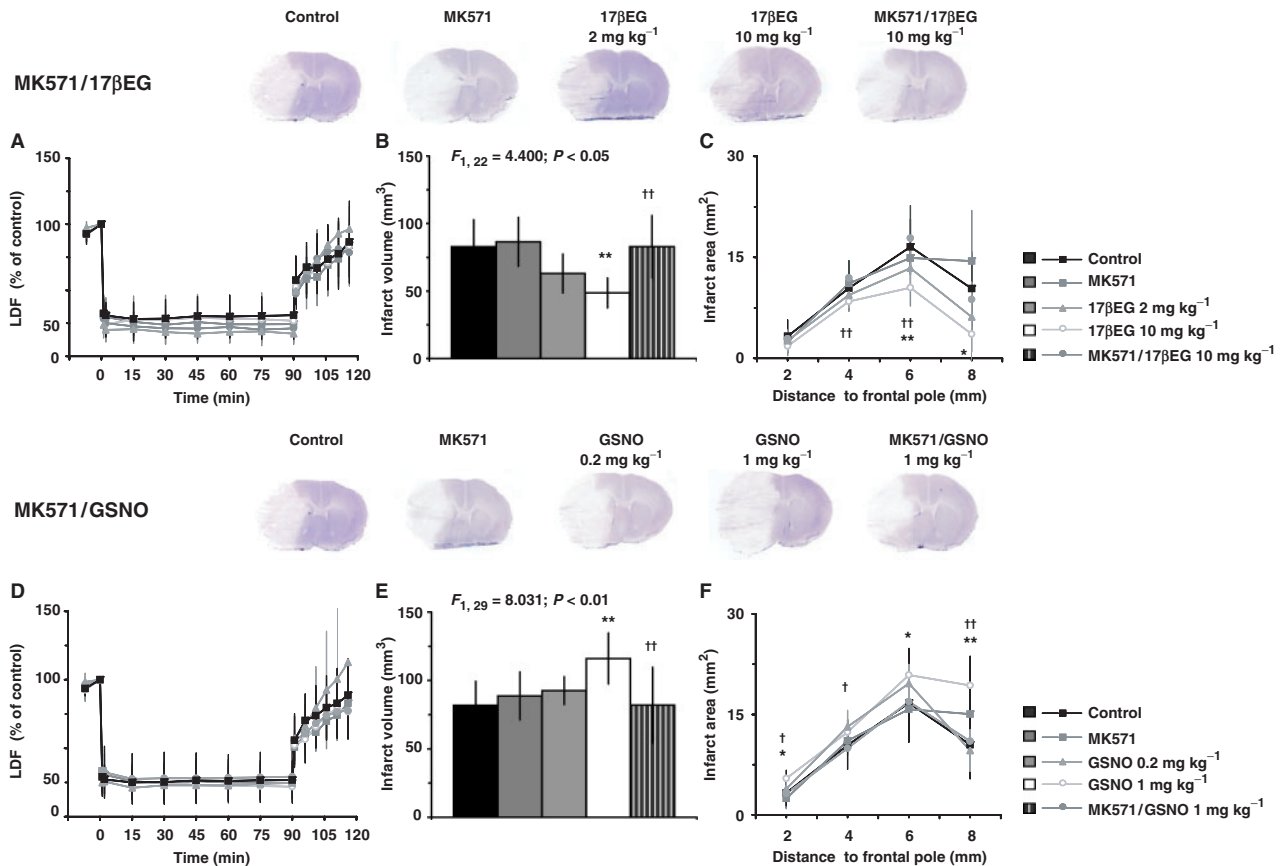 Control
MK571
17βEG
2 mg kg⁻¹
17βEG
10 mg kg⁻¹
MK571/17βEG
10 mg kg⁻¹
MK571/17βEG
A
150
100
50
0
LDF (% of control)
0 15 30 45 60 75 90 105 120
Time (min)
B
F1, 22 = 4.400; P < 0.05
150
100
50
0
Infarct volume (mm³)
**
††
C
30
15
0
Infarct area (mm²)
††
††
**
*
2 4 6 8
Distance to frontal pole (mm)
Control
MK571
17βEG 2 mg kg⁻¹
17βEG 10 mg kg⁻¹
MK571/17βEG 10 mg kg⁻¹
Control
MK571
GSNO
0.2 mg kg⁻¹
GSNO
1 mg kg⁻¹
MK571/GSNO
1 mg kg⁻¹
MK571/GSNO
D
150
100
50
0
LDF (% of control)
0 15 30 45 60 75 90 105 120
Time (min)
E
F1, 29 = 8.031; P < 0.01
150
100
50
0
Infarct volume (mm³)
**
††
F
30
15
0
Infarct area (mm²)
†
*
†
*
††
**
2 4 6 8
Distance to frontal pole (mm)
Control
MK571
GSNO 0.2 mg kg⁻¹
GSNO 1 mg kg⁻¹
MK571/GSNO 1 mg kg⁻¹